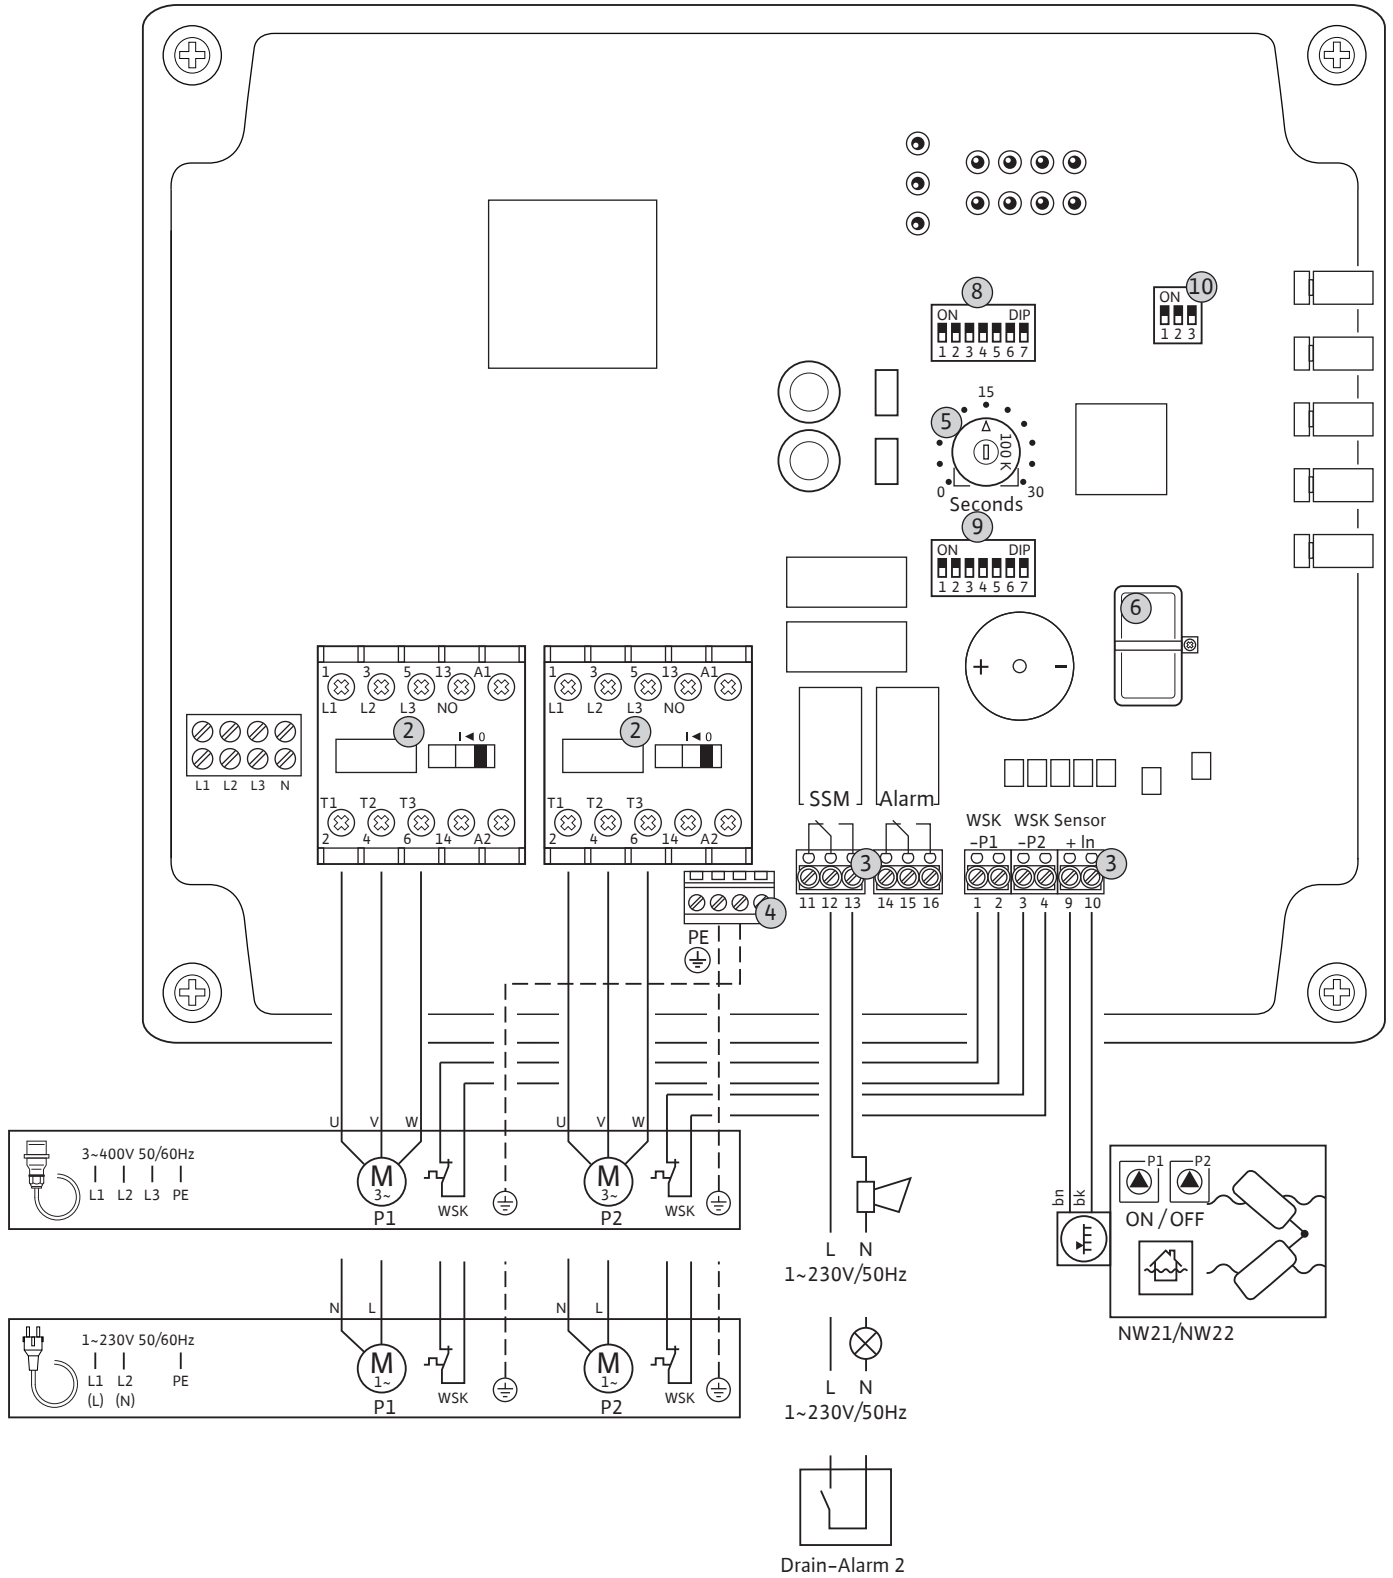 8
10
ON
ON DIP
1 2 3
1 2 3 4 5 6 7
15
5
100 K
0 30
Seconds
9
ON DIP
1 2 3 4 5 6 7
6
+ -
1 3 5 13 A1
1 3 5 13 A1
L1 L2 L3 NO
L1 L2 L3 NO
2
2
I ◄ 0
I ◄ 0
L1 L2 L3 N
T1 T2 T3
T1 T2 T3
2 4 6 14 A2
2 4 6 14 A2
SSM Alarm
WSK WSK Sensor
-P1 -P2 + In
3
3
11 12 13 14 15 16
1 2 3 4 9 10
4
PE
U V W
U V W
3~400V 50/60Hz
L1 L2 L3 PE
M
3~
P1
WSK
M
3~
P2
WSK
bn
bk
P1 P2
ON/OFF
L N
1~230V/50Hz
NW21/NW22
N L
N L
1~230V 50/60Hz
L1 L2 PE
(L) (N)
M
1~
P1
WSK
M
1~
P2
WSK
L N
1~230V/50Hz
Drain-Alarm 2